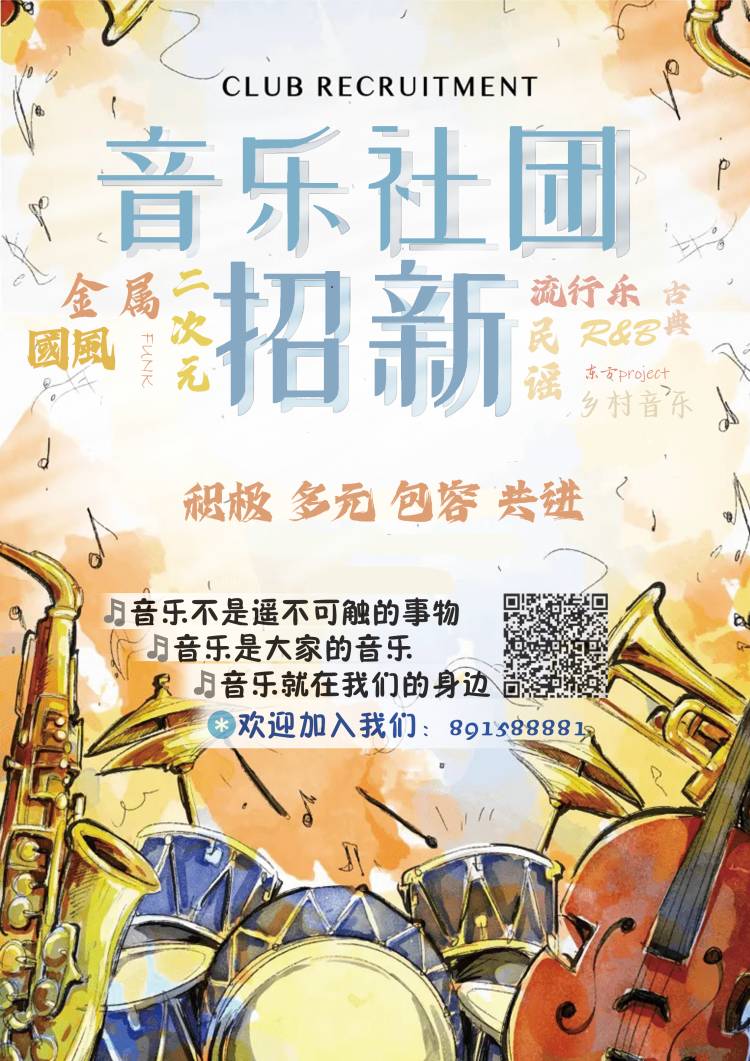 CLUB RECRUITMENT
音乐社团
招新
金属
國風
FUNK
二次元
流行乐
古典
民谣
R&B
东方project
乡村音乐
积极 多元 包容 共进
音乐不是遥不可触的事物
音乐是大家的音乐
音乐就在我们的身边
欢迎加入我们：891588881